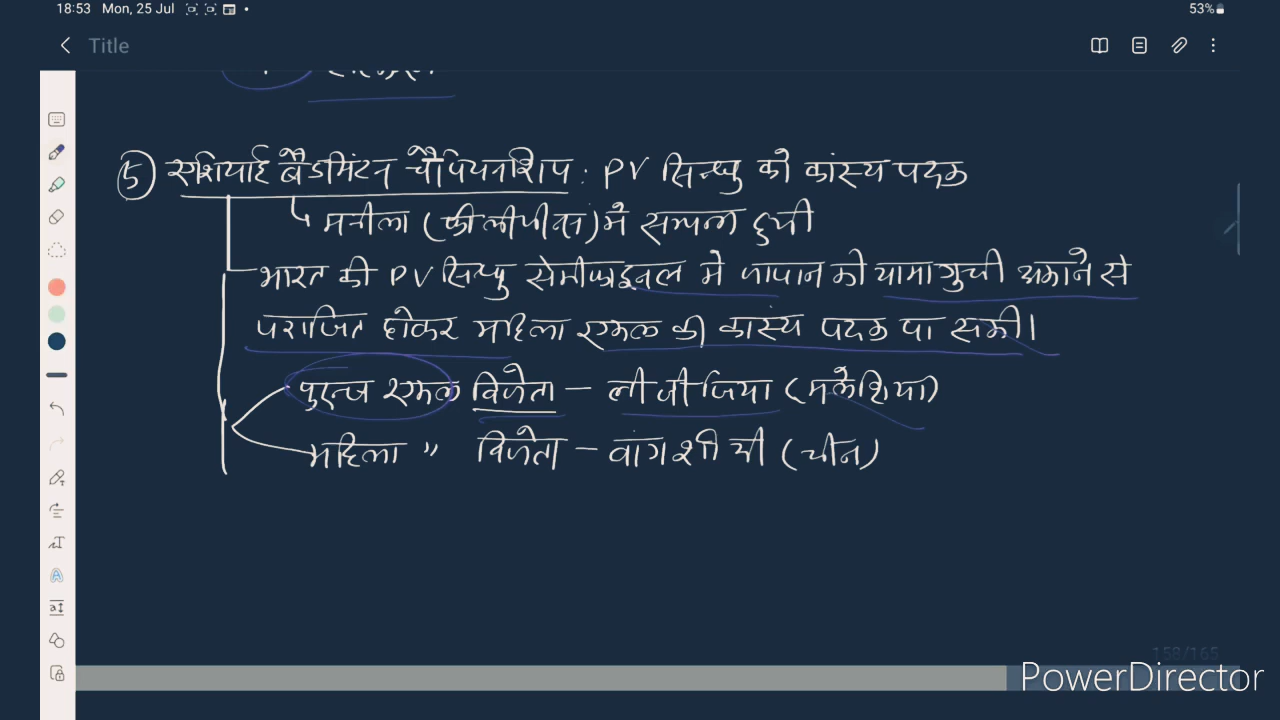 18:53 Mon, 25 Jul
53%
Title
5 एशियाई बैडमिंटन चैंपियनशिप : PV सिन्धु को कांस्य पदक
मनीला (फीलीपींस) में सम्पन्न हुयी
भारत की PV सिन्धु सेमीफाइनल में जापान की यामागुची अकाने से
पराजित होकर महिला एकल की कांस्य पदक पा सकी।
पुरुष एकल विजेता – ली जी जिया (मलेशिया)
महिला " विजेता – वांग शी यी (चीन)
158/165
PowerDirector